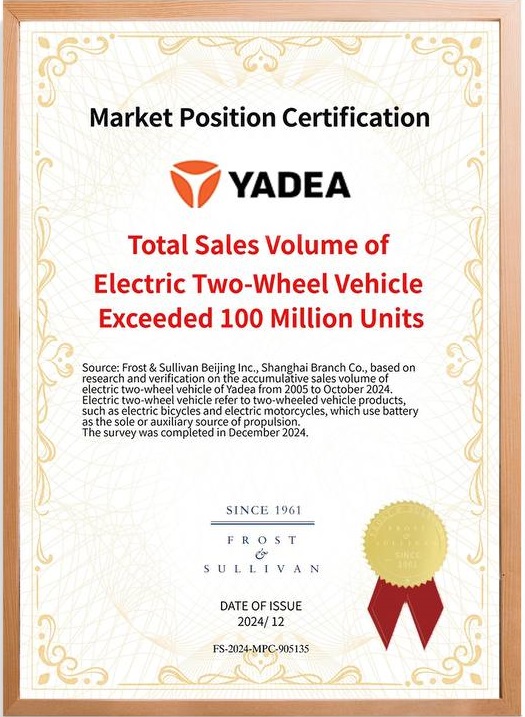 Market Position Certification
YADEA
Total Sales Volume of
Electric Two-Wheel Vehicle
Exceeded 100 Million Units
Source: Frost & Sullivan Beijing Inc., Shanghai Branch Co., based on
research and verification on the accumulative sales volume of
electric two-wheel vehicle of Yadea from 2005 to October 2024.
Electric two-wheel vehicle refer to two-wheeled vehicle products,
such as electric bicycles and electric motorcycles, which use battery
as the sole or auxiliary source of propulsion.
The survey was completed in December 2024.
SINCE 1961
FROST
&
SULLIVAN
FROST
SULLIVAN
SINCE
1961
DATE OF ISSUE
2024/ 12
FS-2024-MPC-905135